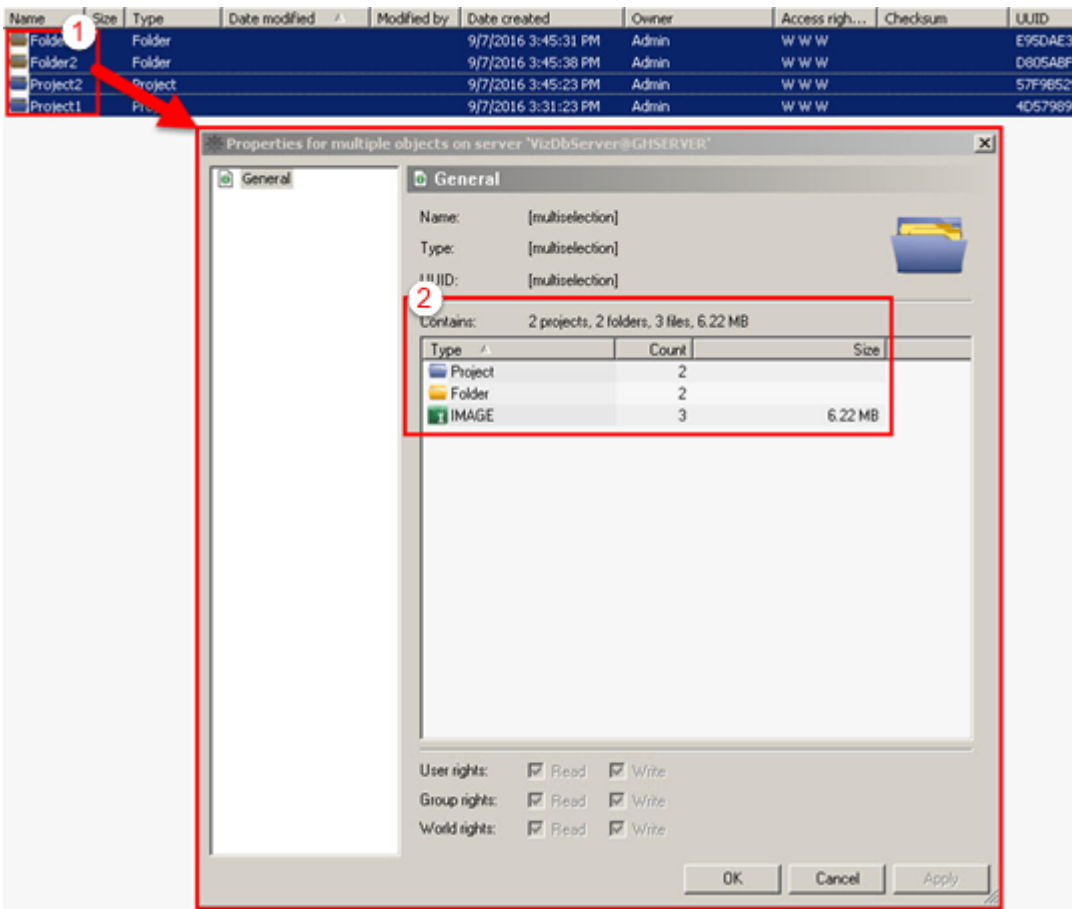 Name Size Type Date modified Modified by Date created Owner Access righ... Checksum UUID
1
Folder 9/7/2016 3:45:31 PM Admin W W W E95DAE3
Folder2 Folder 9/7/2016 3:45:38 PM Admin W W W D805ABF
Project2 Project 9/7/2016 3:45:23 PM Admin W W W 57F9B52
Project1 9/7/2016 3:31:23 PM Admin W W W 4D57989
Properties for multiple objects on server 'VizDbServer@GHSERVER'
General
General
Name: [multiselection]
Type: [multiselection]
UUID: [multiselection]
2
Contains: 2 projects, 2 folders, 3 files, 6.22 MB
Type Count Size
Project 2
Folder 2
IMAGE 3 6.22 MB
User rights: Read Write
Group rights: Read Write
World rights: Read Write
OK Cancel Apply